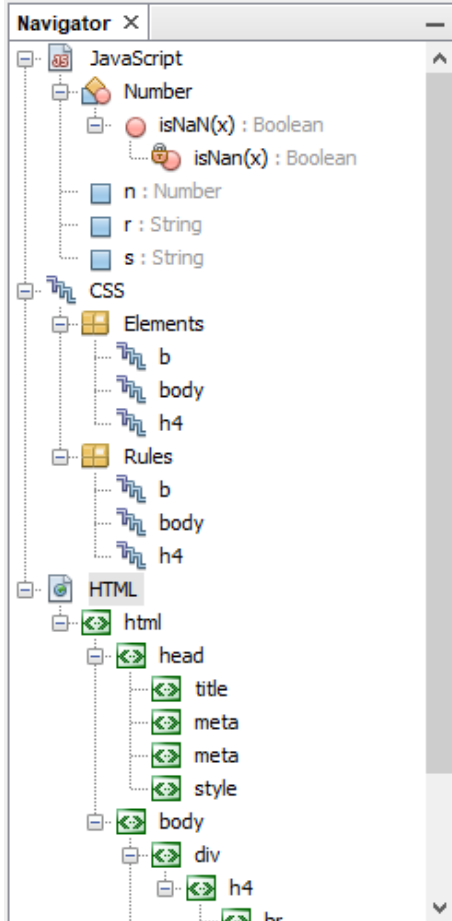 Navigator
JavaScript
Number
isNaN(x) : Boolean
isNan(x) : Boolean
n : Number
r : String
s : String
CSS
Elements
b
body
h4
Rules
b
body
h4
HTML
html
head
title
meta
meta
style
body
div
h4